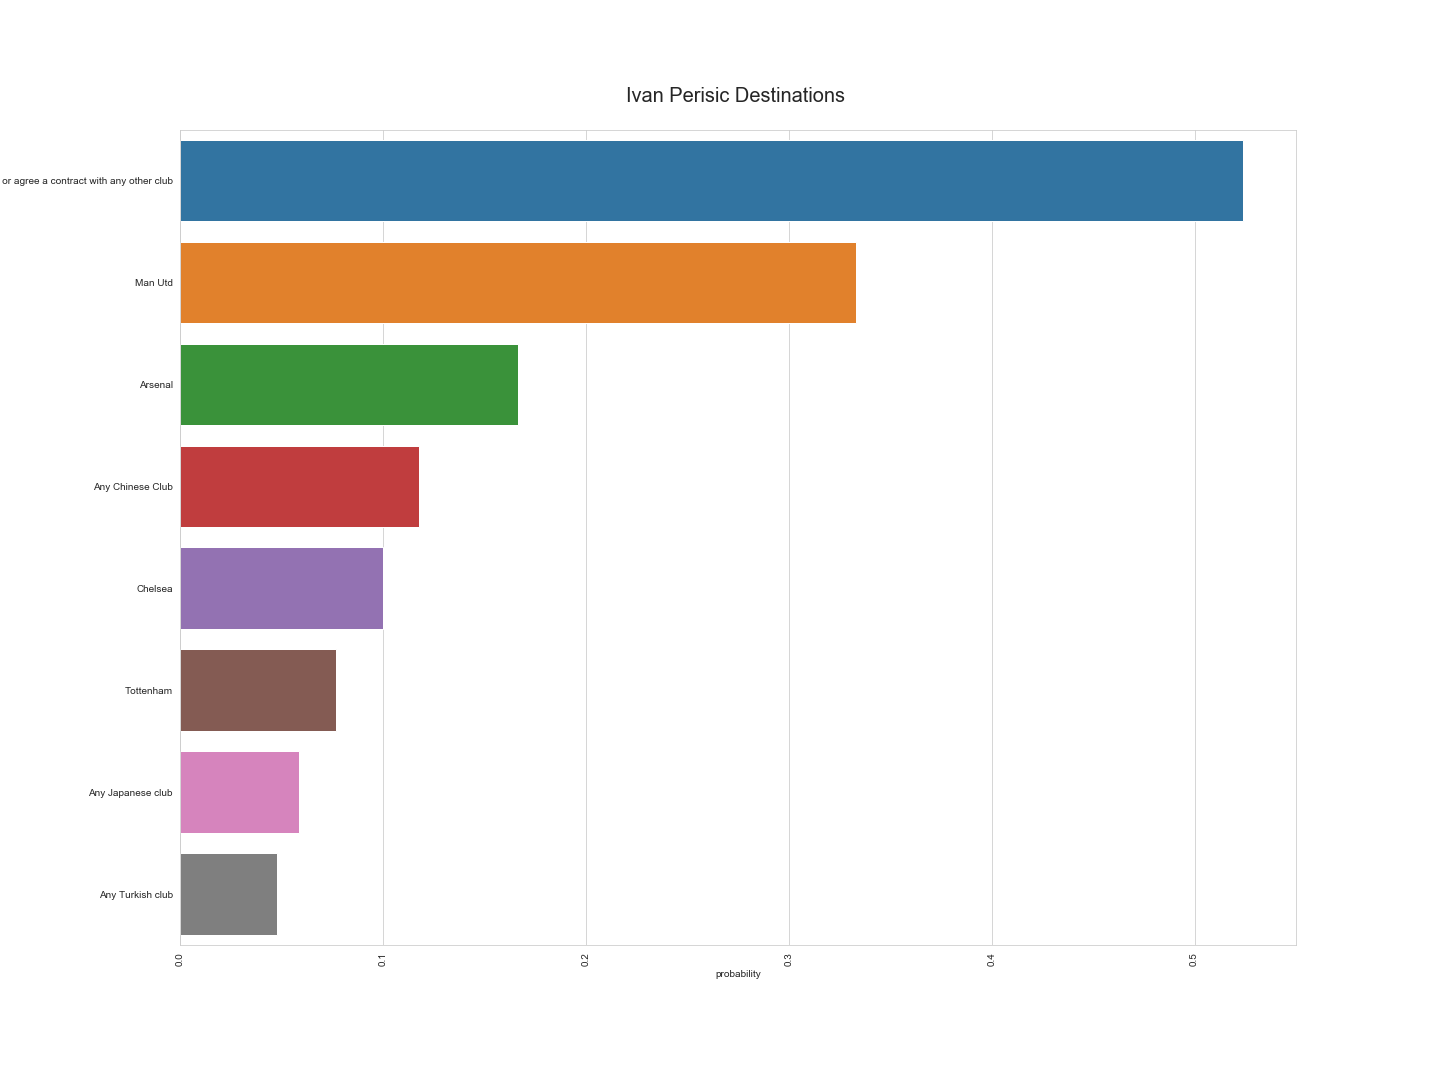 Ivan Perisic Destinations
or agree a contract with any other club
Man Utd
Arsenal
Any Chinese Club
Chelsea
Tottenham
Any Japanese club
Any Turkish club
0.0 0.1 0.2 0.3 0.4 0.5
probability